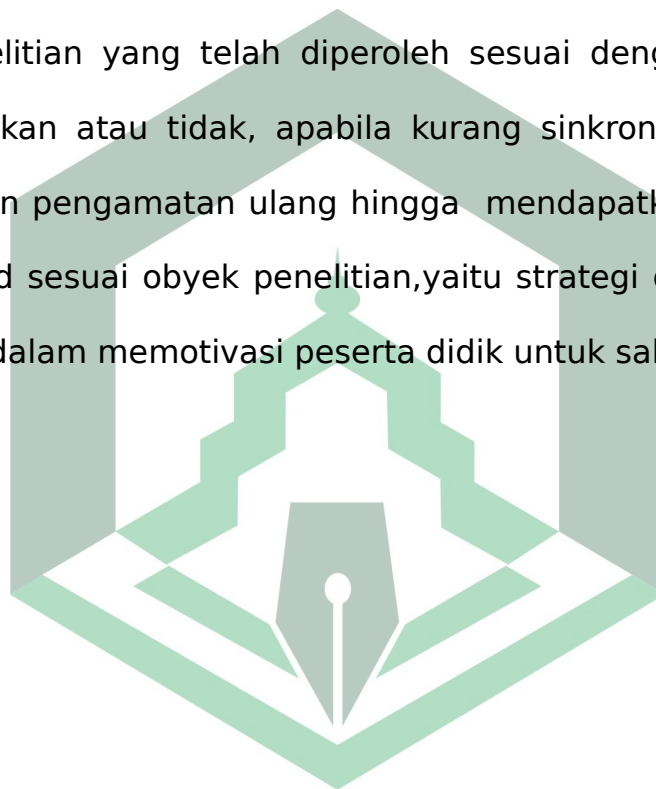 elitian yang telah diperoleh sesuai deng
kan atau tidak, apabila kurang sinkron
n pengamatan ulang hingga mendapatk
d sesuai obyek penelitian,yaitu strategi
dalam memotivasi peserta didik untuk sal